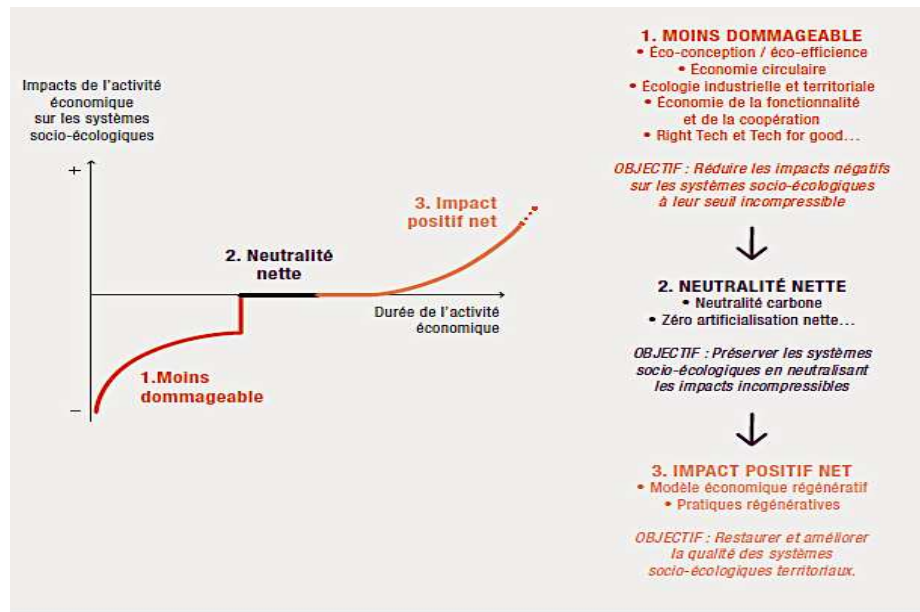 Impacts de l'activité
économique
sur les systèmes
socio-écologiques
+
3. Impact
positif net
2. Neutralité
nette
Durée de l'activité
économique
1.Moins
dommageable
–
1. MOINS DOMMAGEABLE
• Éco-conception / éco-efficience
• Économie circulaire
• Écologie industrielle et territoriale
• Économie de la fonctionnalité
et de la coopération
• Right Tech et Tech for good...
OBJECTIF : Réduire les impacts négatifs
sur les systèmes socio-écologiques
à leur seuil incompressible
2. NEUTRALITÉ NETTE
• Neutralité carbone
• Zéro artificialisation nette...
OBJECTIF : Préserver les systèmes
socio-écologiques en neutralisant
les impacts incompressibles
3. IMPACT POSITIF NET
• Modèle économique régénératif
• Pratiques régénératives
OBJECTIF : Restaurer et améliorer
la qualité des systèmes
socio-écologiques territoriaux.